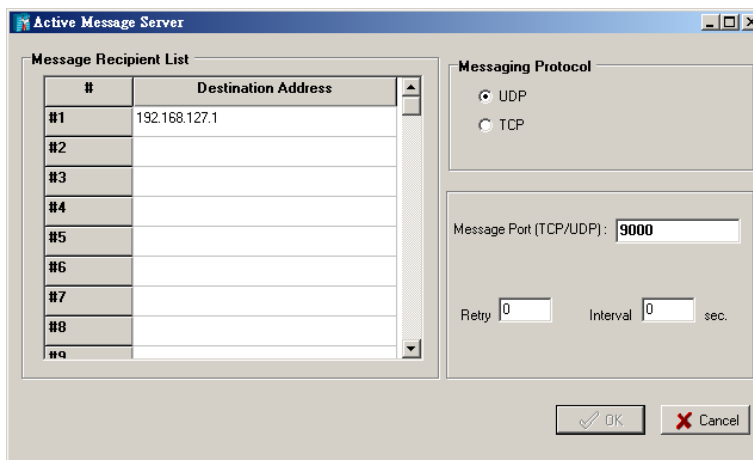 Active Message Server
Message Recipient List
# Destination Address
#1 192.168.127.1
#2
#3
#4
#5
#6
#7
#8
#9
Messaging Protocol
UDP
TCP
Message Port (TCP/UDP) : 9000
Retry 0 Interval 0 sec.
OK Cancel